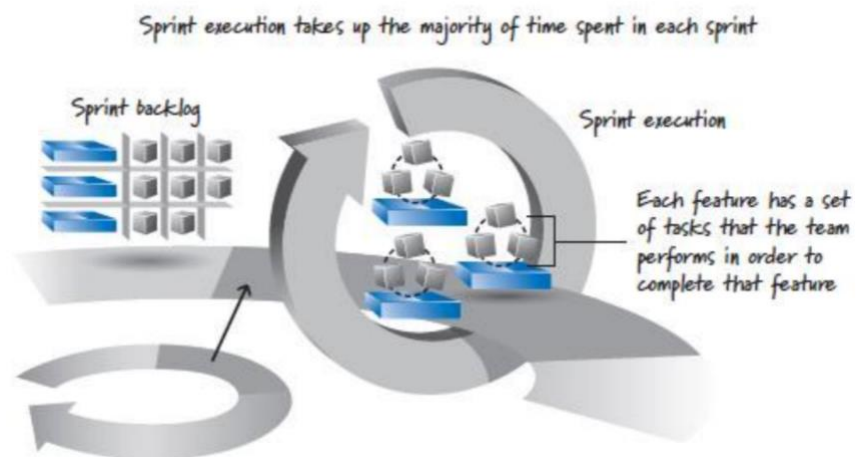 Sprint execution takes up the majority of time spent in each sprint
Sprint backlog
Sprint execution
Each feature has a set
of tasks that the team
performs in order to
complete that feature